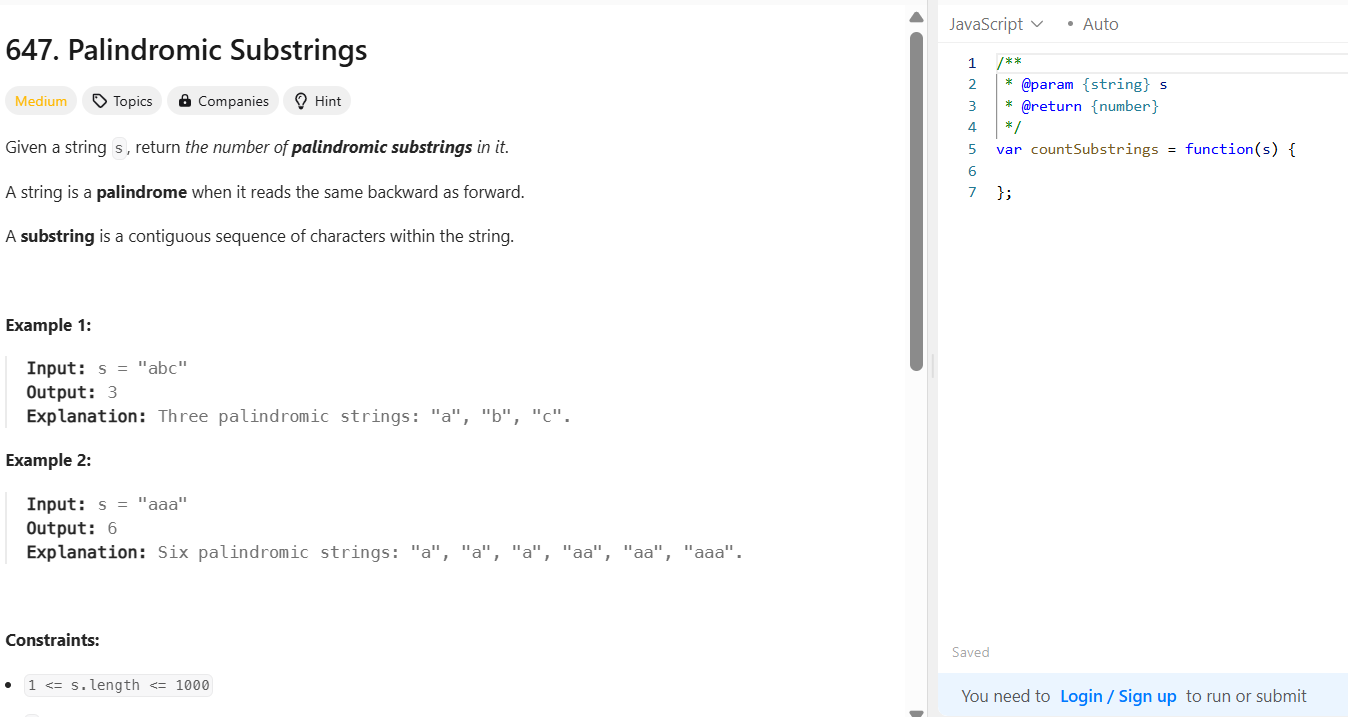 647. Palindromic Substrings
Medium Topics Companies Hint
Given a string s, return the number of palindromic substrings in it.
A string is a palindrome when it reads the same backward as forward.
A substring is a contiguous sequence of characters within the string.
Example 1:
Input: s = "abc"
Output: 3
Explanation: Three palindromic strings: "a", "b", "c".
Example 2:
Input: s = "aaa"
Output: 6
Explanation: Six palindromic strings: "a", "a", "a", "aa", "aa", "aaa".
Constraints:
• 1 <= s.length <= 1000
JavaScript • Auto
1 /**
2 * @param {string} s
3 * @return {number}
4 */
5 var countSubstrings = function(s) {
6
7 };
Saved
You need to Login / Sign up to run or submit